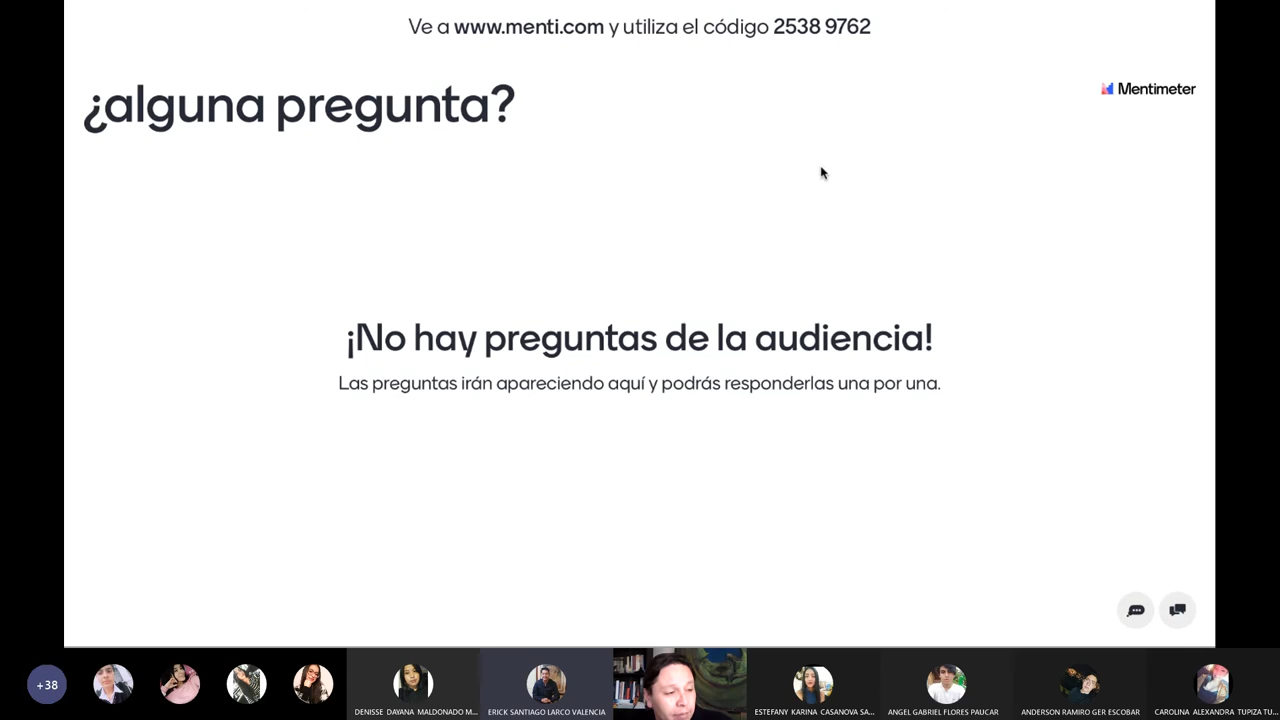 Ve a www.menti.com y utiliza el código 2538 9762
¿alguna pregunta?
Mentimeter
¡No hay preguntas de la audiencia!
Las preguntas irán apareciendo aquí y podrás responderlas una por una.
+38
DENISSE DAYANA MALDONADO M...
ERICK SANTIAGO LARCO VALENCIA
ESTEFANY KARINA CASANOVA SA...
ANGEL GABRIEL FLORES PAUCAR
ANDERSON RAMIRO GER ESCOBAR
CAROLINA ALEXANDRA TUPIZA TU...